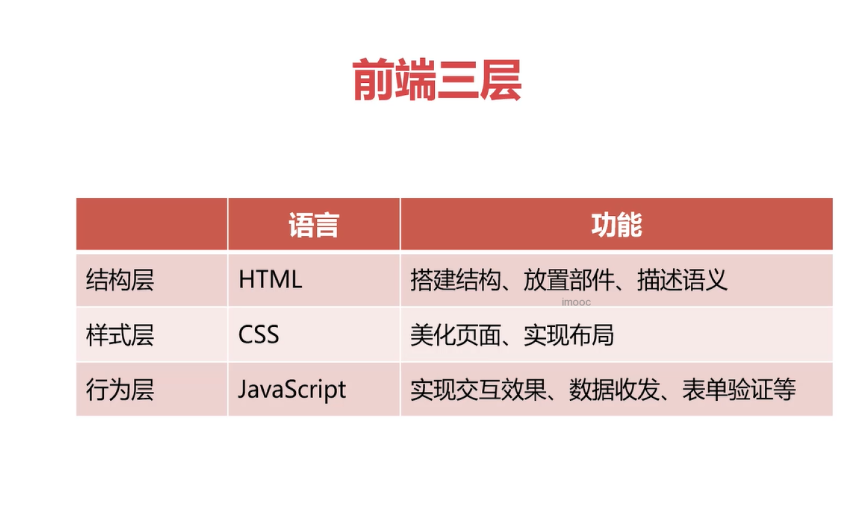 前端三层
语言 功能
结构层 HTML 搭建结构、放置部件、描述语义
imooc
样式层 CSS 美化页面、实现布局
行为层 JavaScript 实现交互效果、数据收发、表单验证等